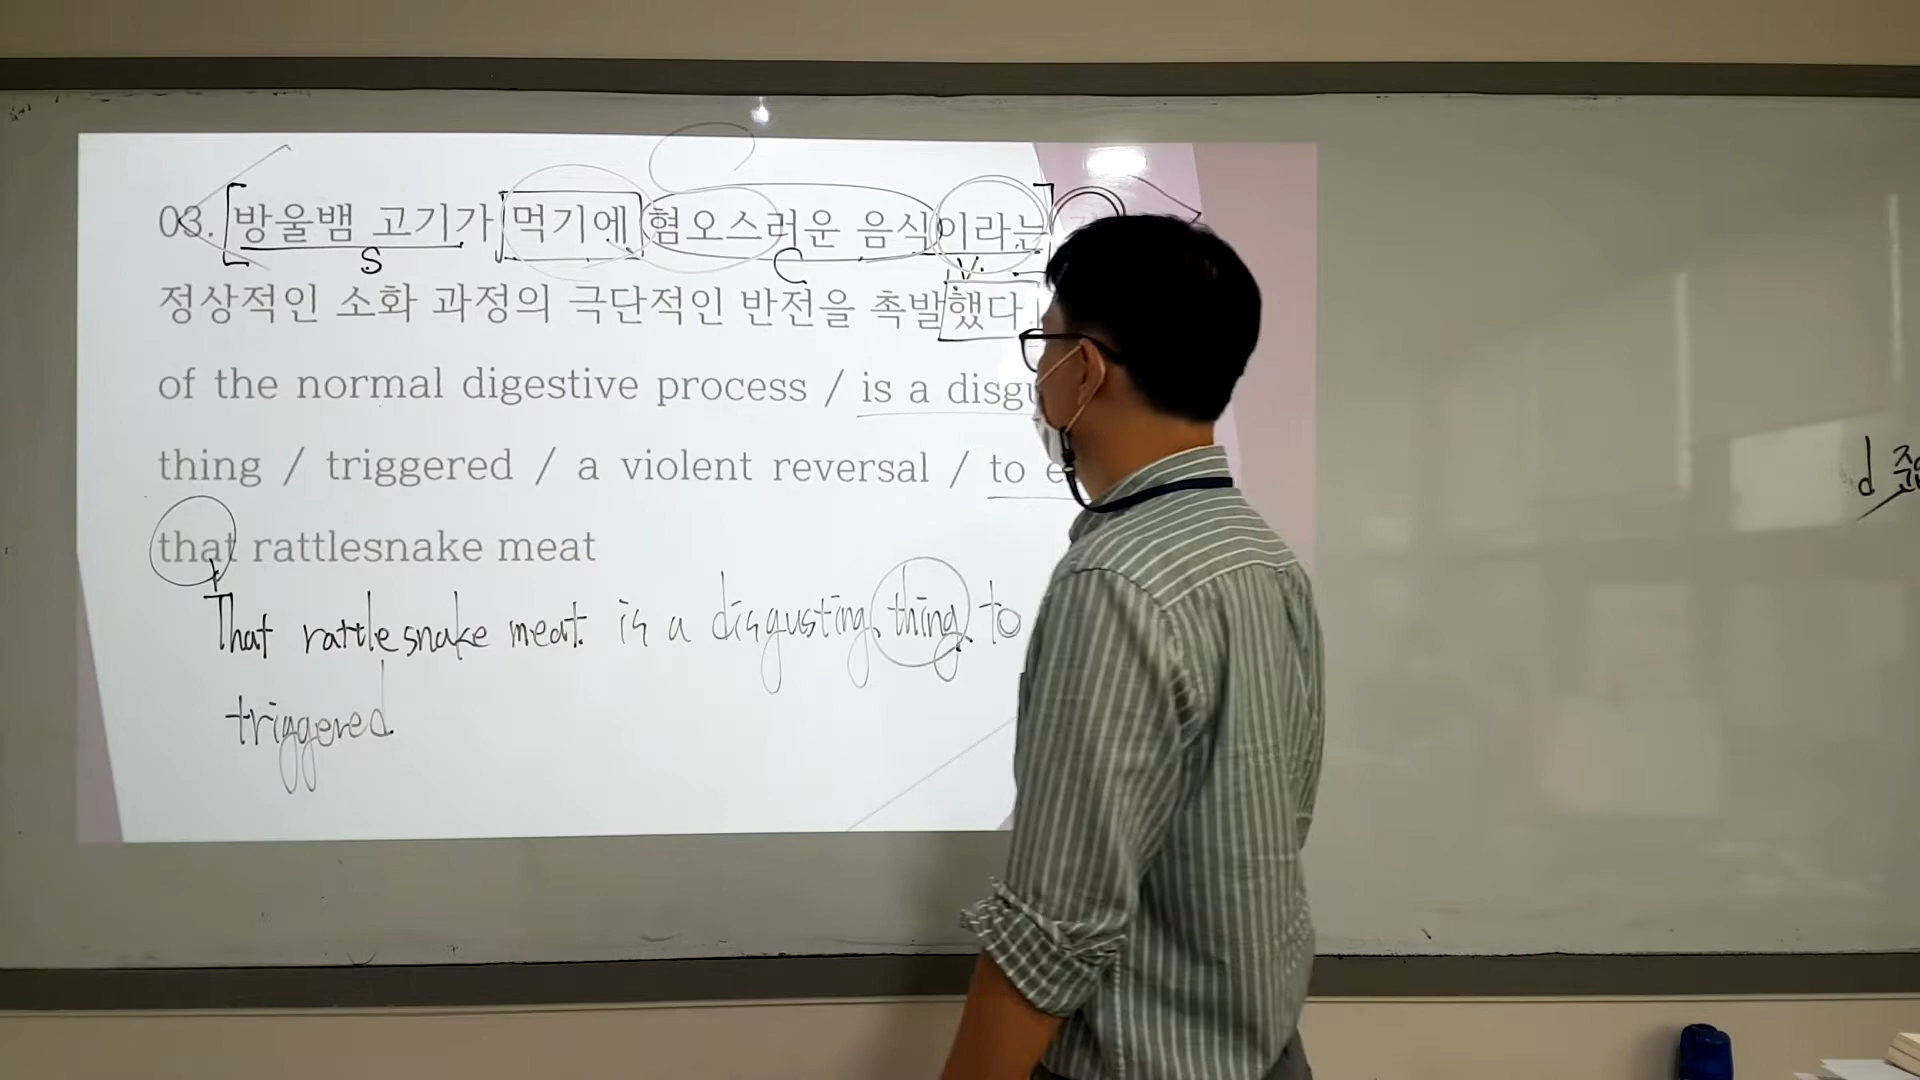 03. 방울뱀 고기가 먹기에 혐오스러운 음식이라는
S C V
정상적인 소화 과정의 극단적인 반전을 촉발했다
of the normal digestive process / is a
thing / triggered / a violent reversal / to
that rattlesnake meat
That rattlesnake meat is a disgusting thing to
triggered
d